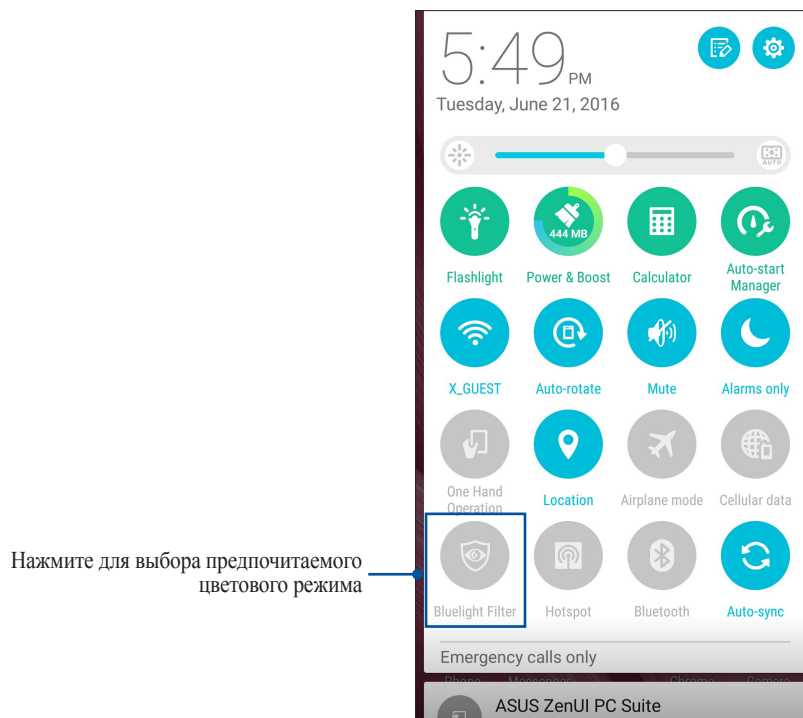 5:49 PM
Tuesday, June 21, 2016
AUTO
444 MB
Flashlight
Power & Boost
Calculator
Auto-start
Manager
X_GUEST
Auto-rotate
Mute
Alarms only
One Hand
Operation
Location
Airplane mode
Cellular data
Нажмите для выбора предпочитаемого
цветового режима
Bluelight Filter
Hotspot
Bluetooth
Auto-sync
Emergency calls only
Phone Messenger Chrome Camera
ASUS ZenUI PC Suite